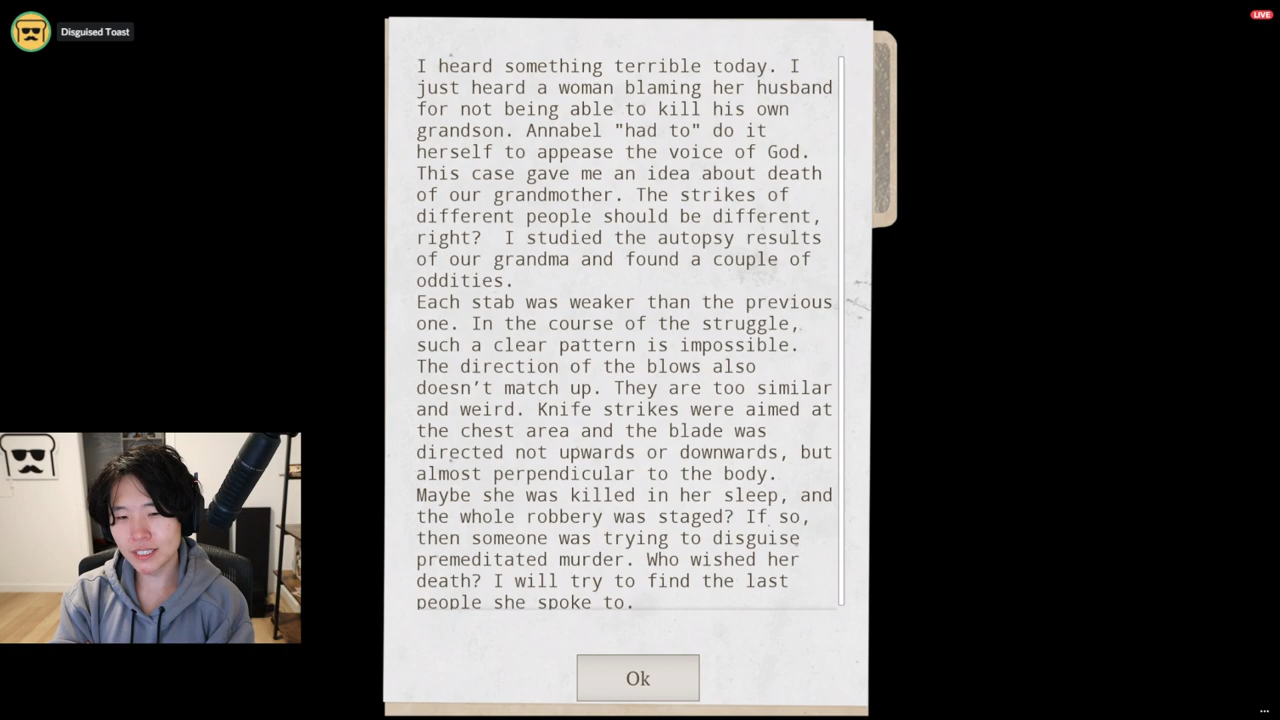 Disguised Toast
LIVE
I heard something terrible today. I
just heard a woman blaming her husband
for not being able to kill his own
grandson. Annabel "had to" do it
herself to appease the voice of God.
This case gave me an idea about death
of our grandmother. The strikes of
different people should be different,
right?  I studied the autopsy results
of our grandma and found a couple of
oddities.
Each stab was weaker than the previous
one. In the course of the struggle,
such a clear pattern is impossible.
The direction of the blows also
doesn’t match up. They are too similar
and weird. Knife strikes were aimed at
the chest area and the blade was
directed not upwards or downwards, but
almost perpendicular to the body.
Maybe she was killed in her sleep, and
the whole robbery was staged? If so,
then someone was trying to disguise
premeditated murder. Who wished her
death? I will try to find the last
people she spoke to.
Ok